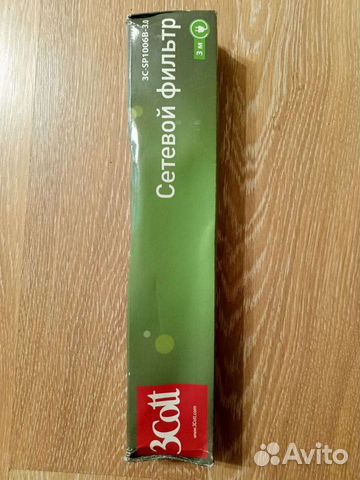 3C-SP1006B-3.0
3 м
Сетевой фильтр
3Cott
www.3Cott.com
Avito